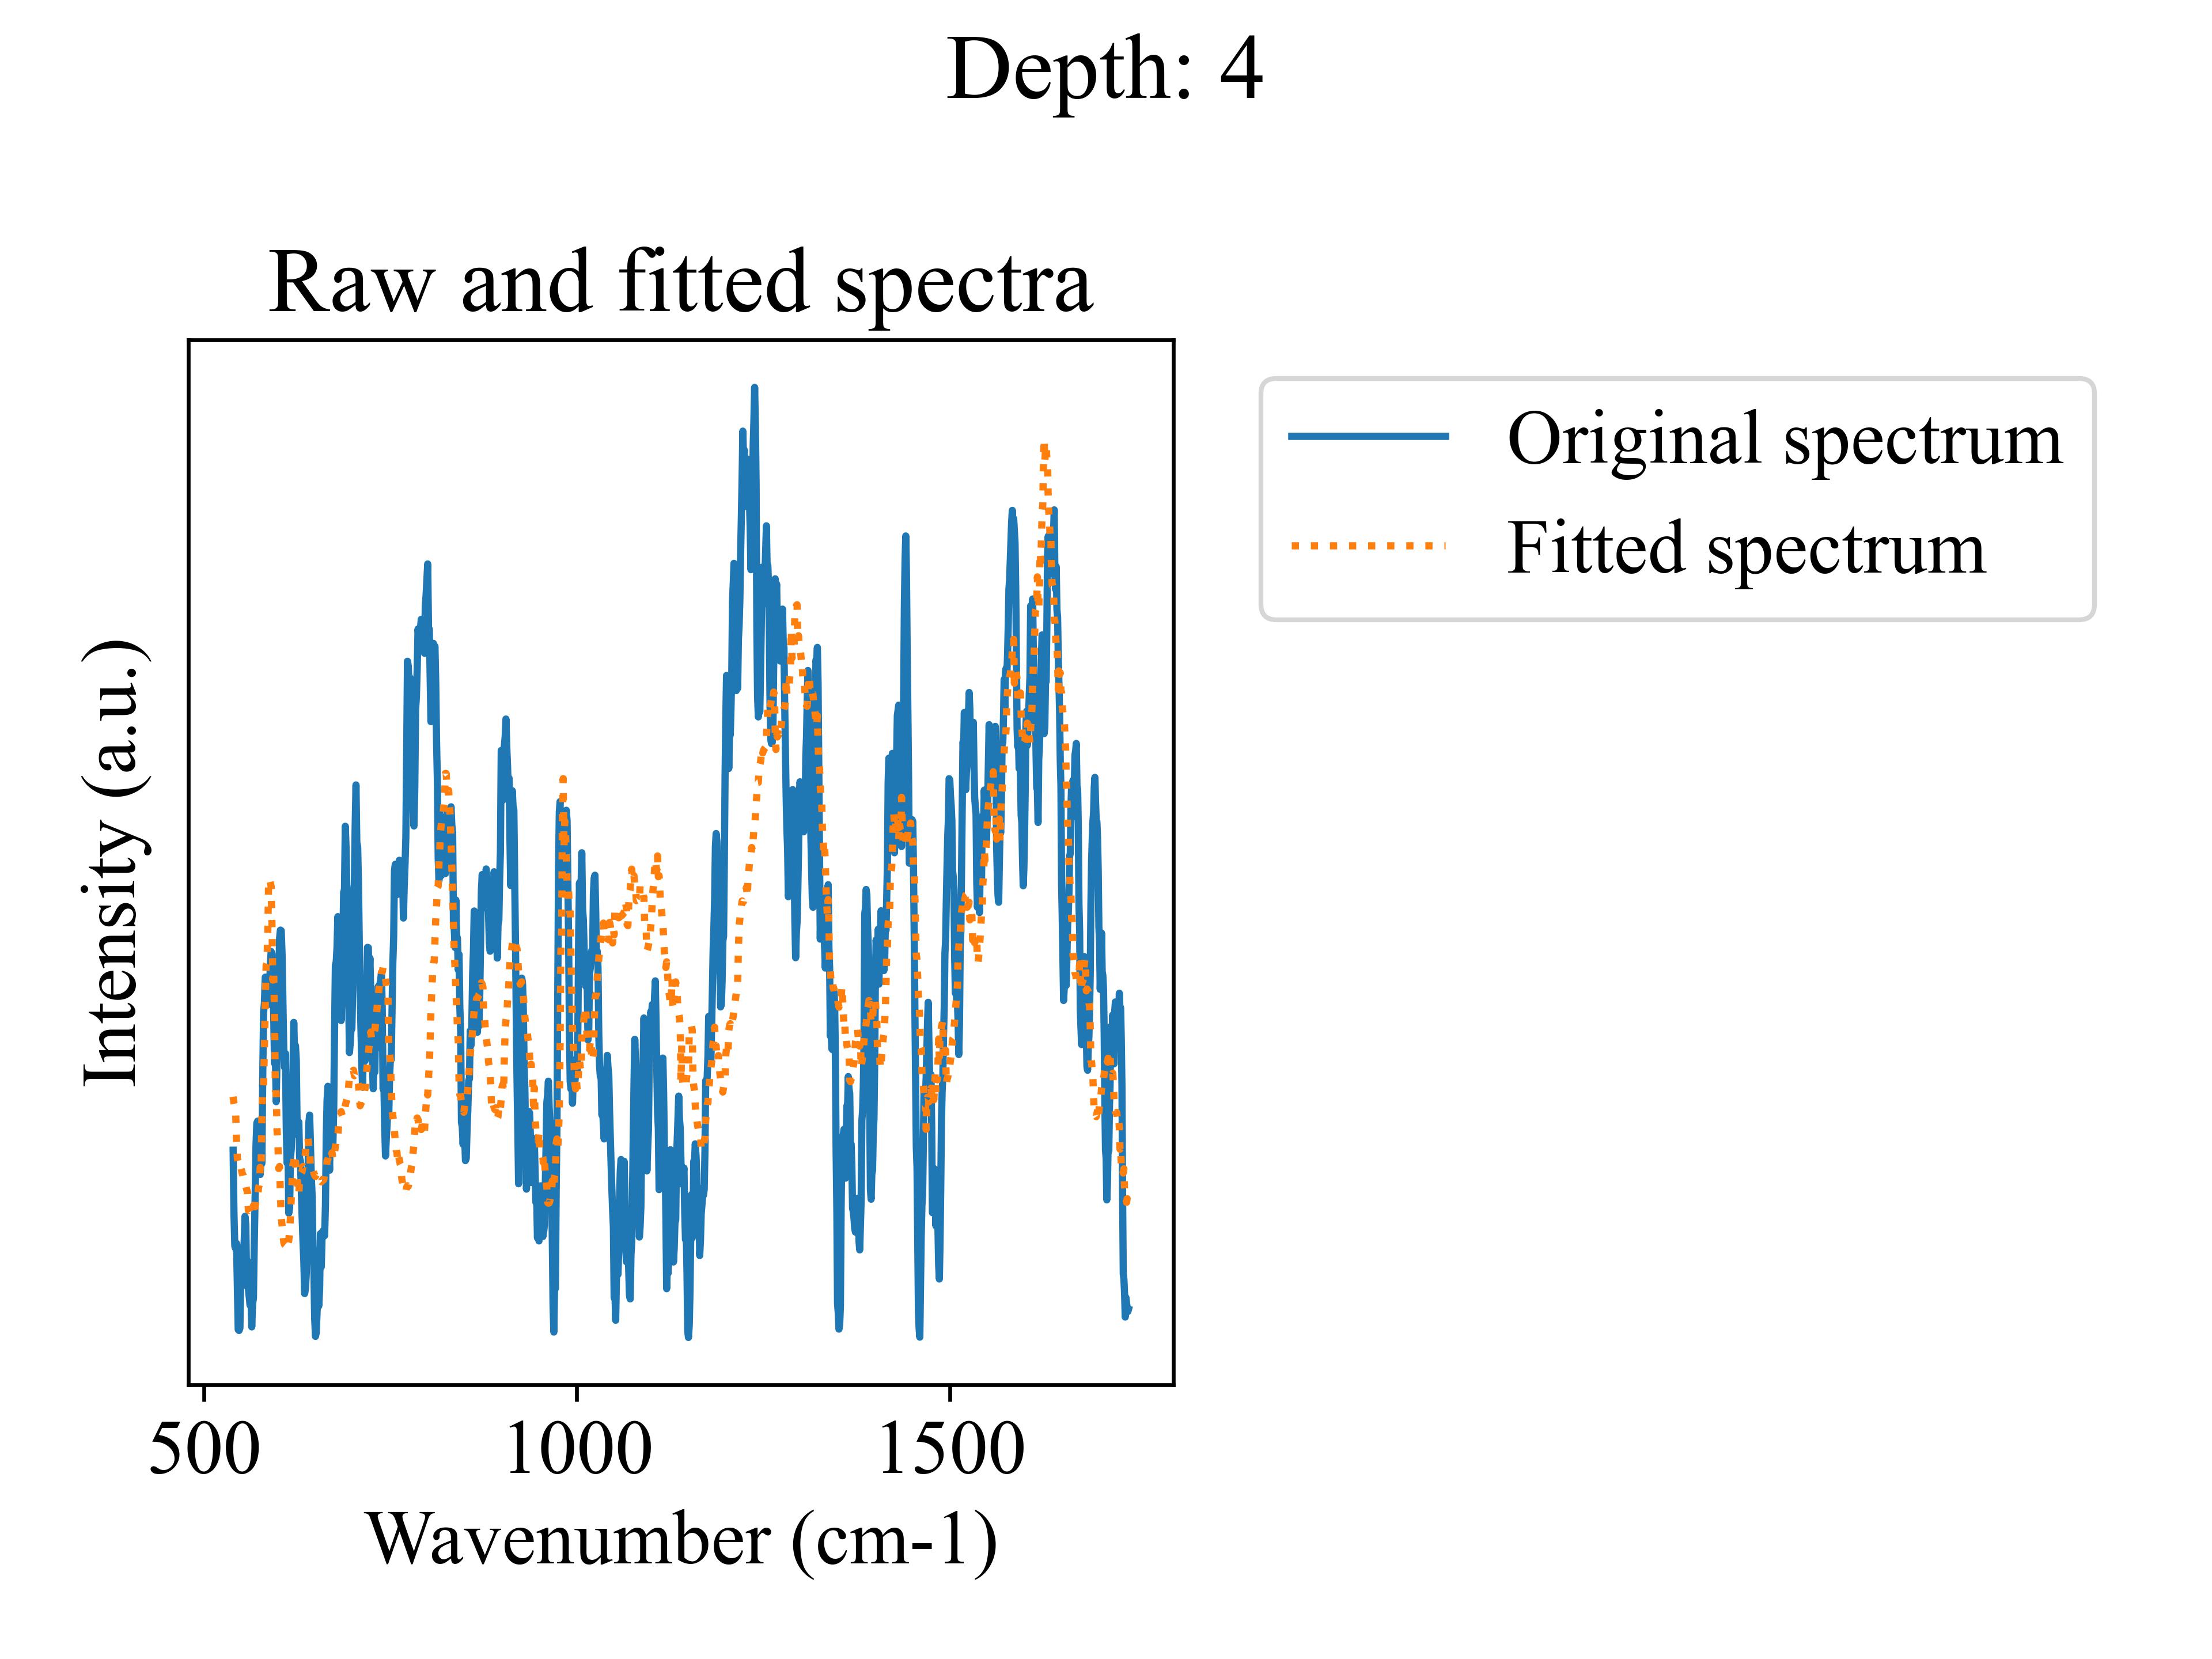 Depth: 4
Raw and fitted spectra
Original spectrum
Fitted spectrum
Intensity (a.u.)
500 1000 1500
Wavenumber (cm-1)